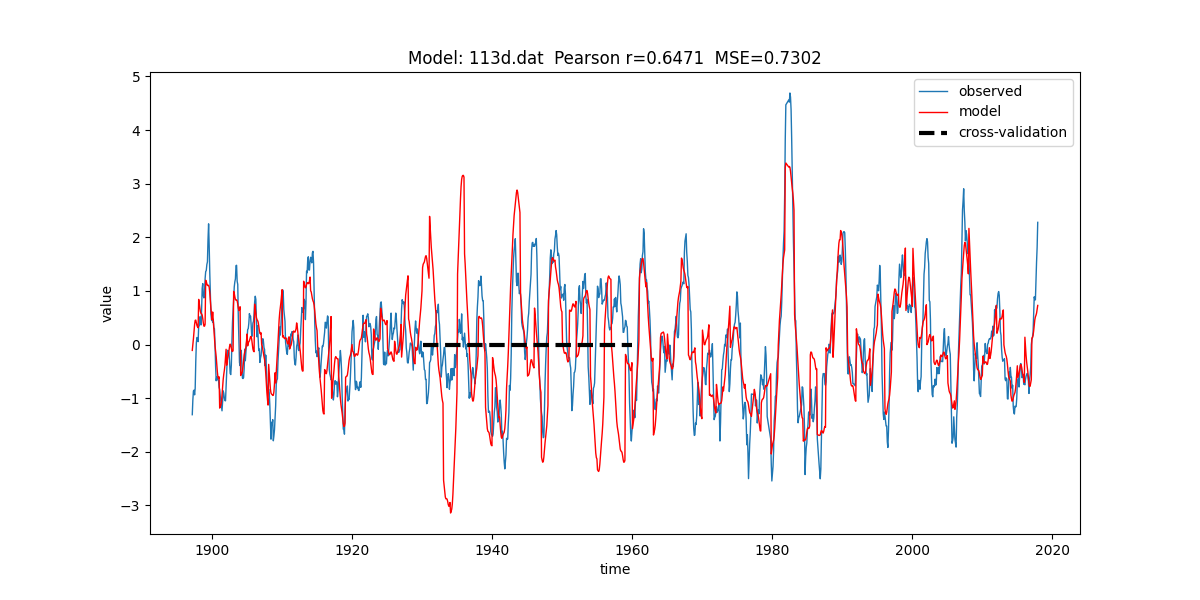 Model: 113d.dat  Pearson r=0.6471  MSE=0.7302
observed
model
cross-validation
value
5
4
3
2
1
0
−1
−2
−3
1900
1920
1940
1960
1980
2000
2020
time